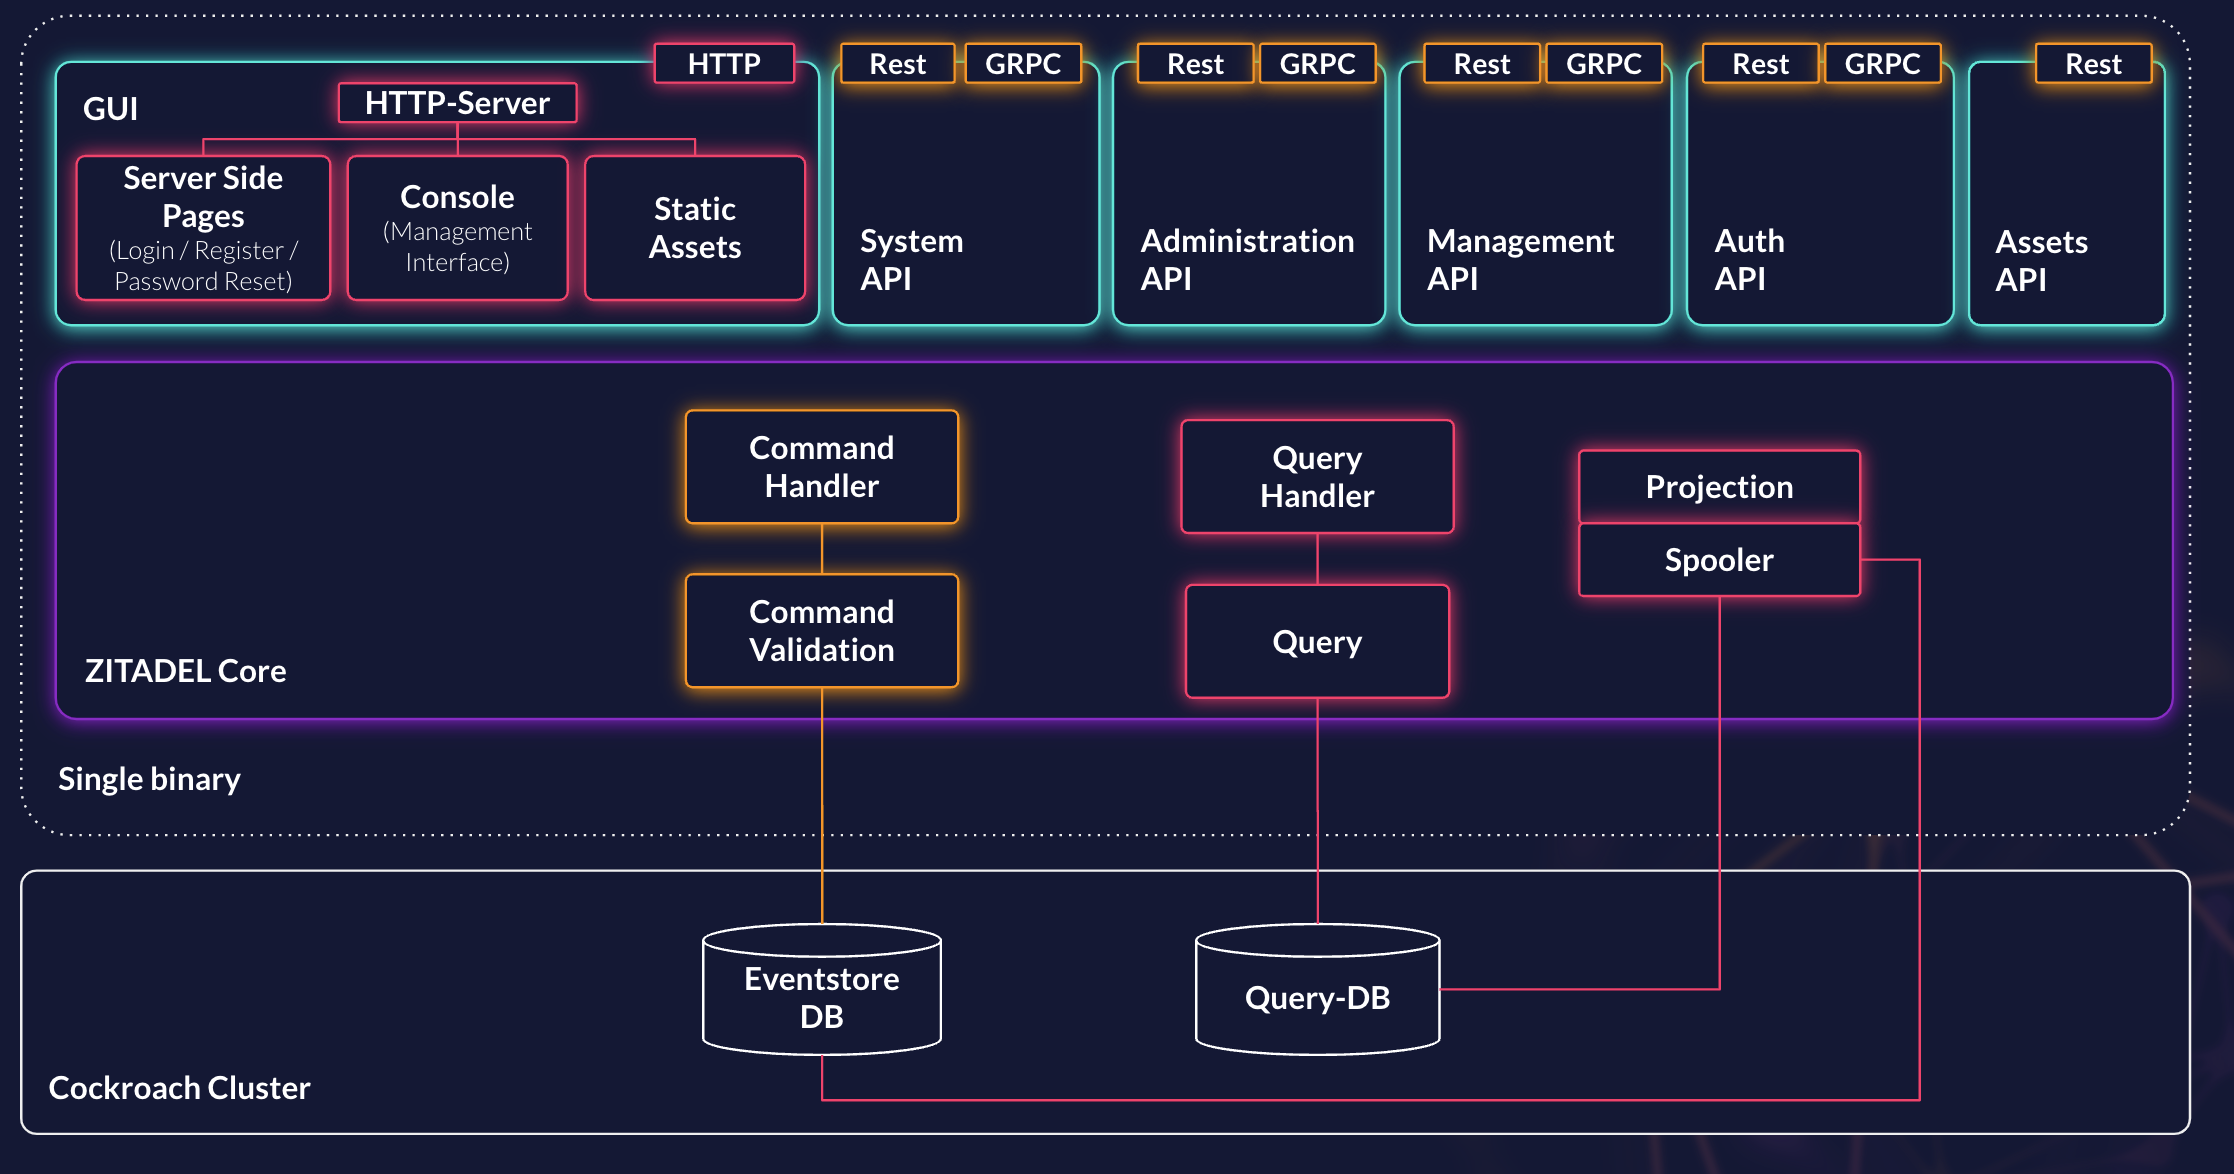 HTTP
Rest
GRPC
Rest
GRPC
Rest
GRPC
Rest
GRPC
Rest
GUI
HTTP-Server
Server Side
Pages
(Login / Register /
Password Reset)
Console
(Management
Interface)
Static
Assets
System
API
Administration
API
Management
API
Auth
API
Assets
API
Command
Handler
Query
Handler
Projection
Spooler
Command
Validation
Query
ZITADEL Core
Single binary
Eventstore
DB
Query-DB
Cockroach Cluster